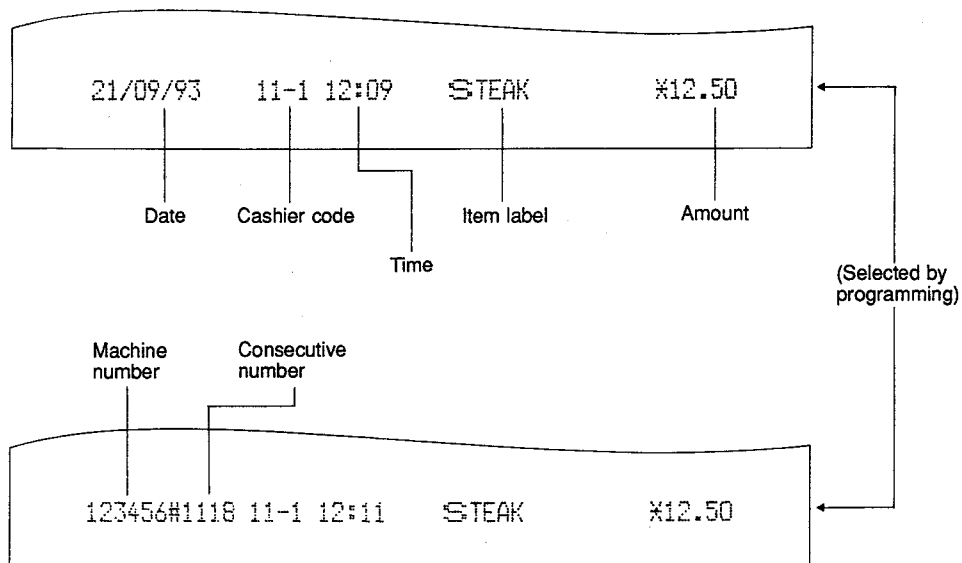 21/09/93 11-1 12:09 STEAK ¥12.50
Date Cashier code Item label Amount
Time
(Selected by
programming)
Machine
number
Consecutive
number
123456#1118 11-1 12:11 STEAK ¥12.50